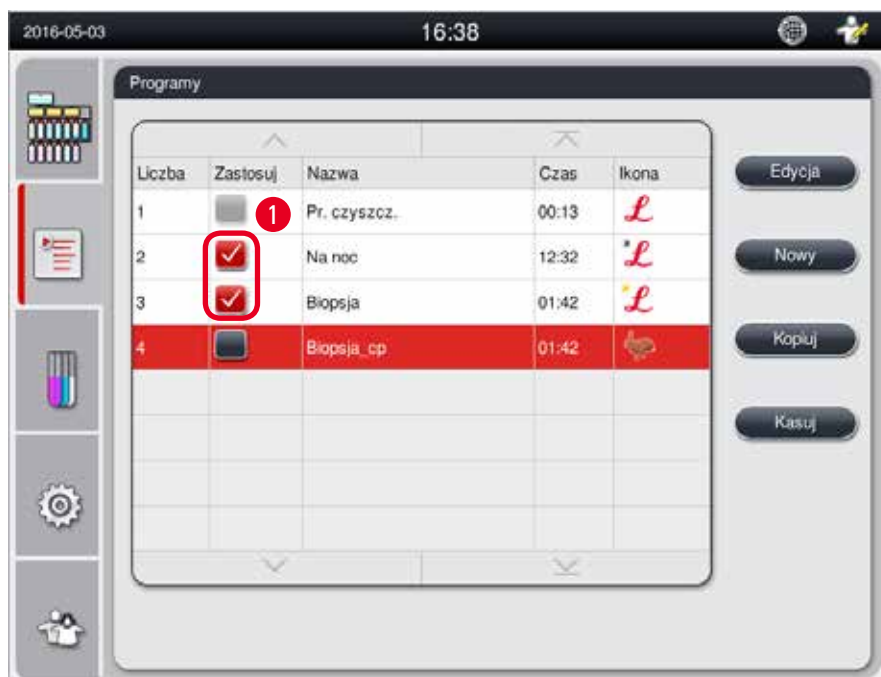 2016-05-03 16:38
Programy
Liczba Zastosuj Nazwa Czas Ikona
1 1 Pr. czyszcz. 00:13 L
2 Na noc 12:32 L
3 Biopsja 01:42 L
4 Biopsja_cp 01:42
Edycja
Nowy
Kopiuj
Kasuj